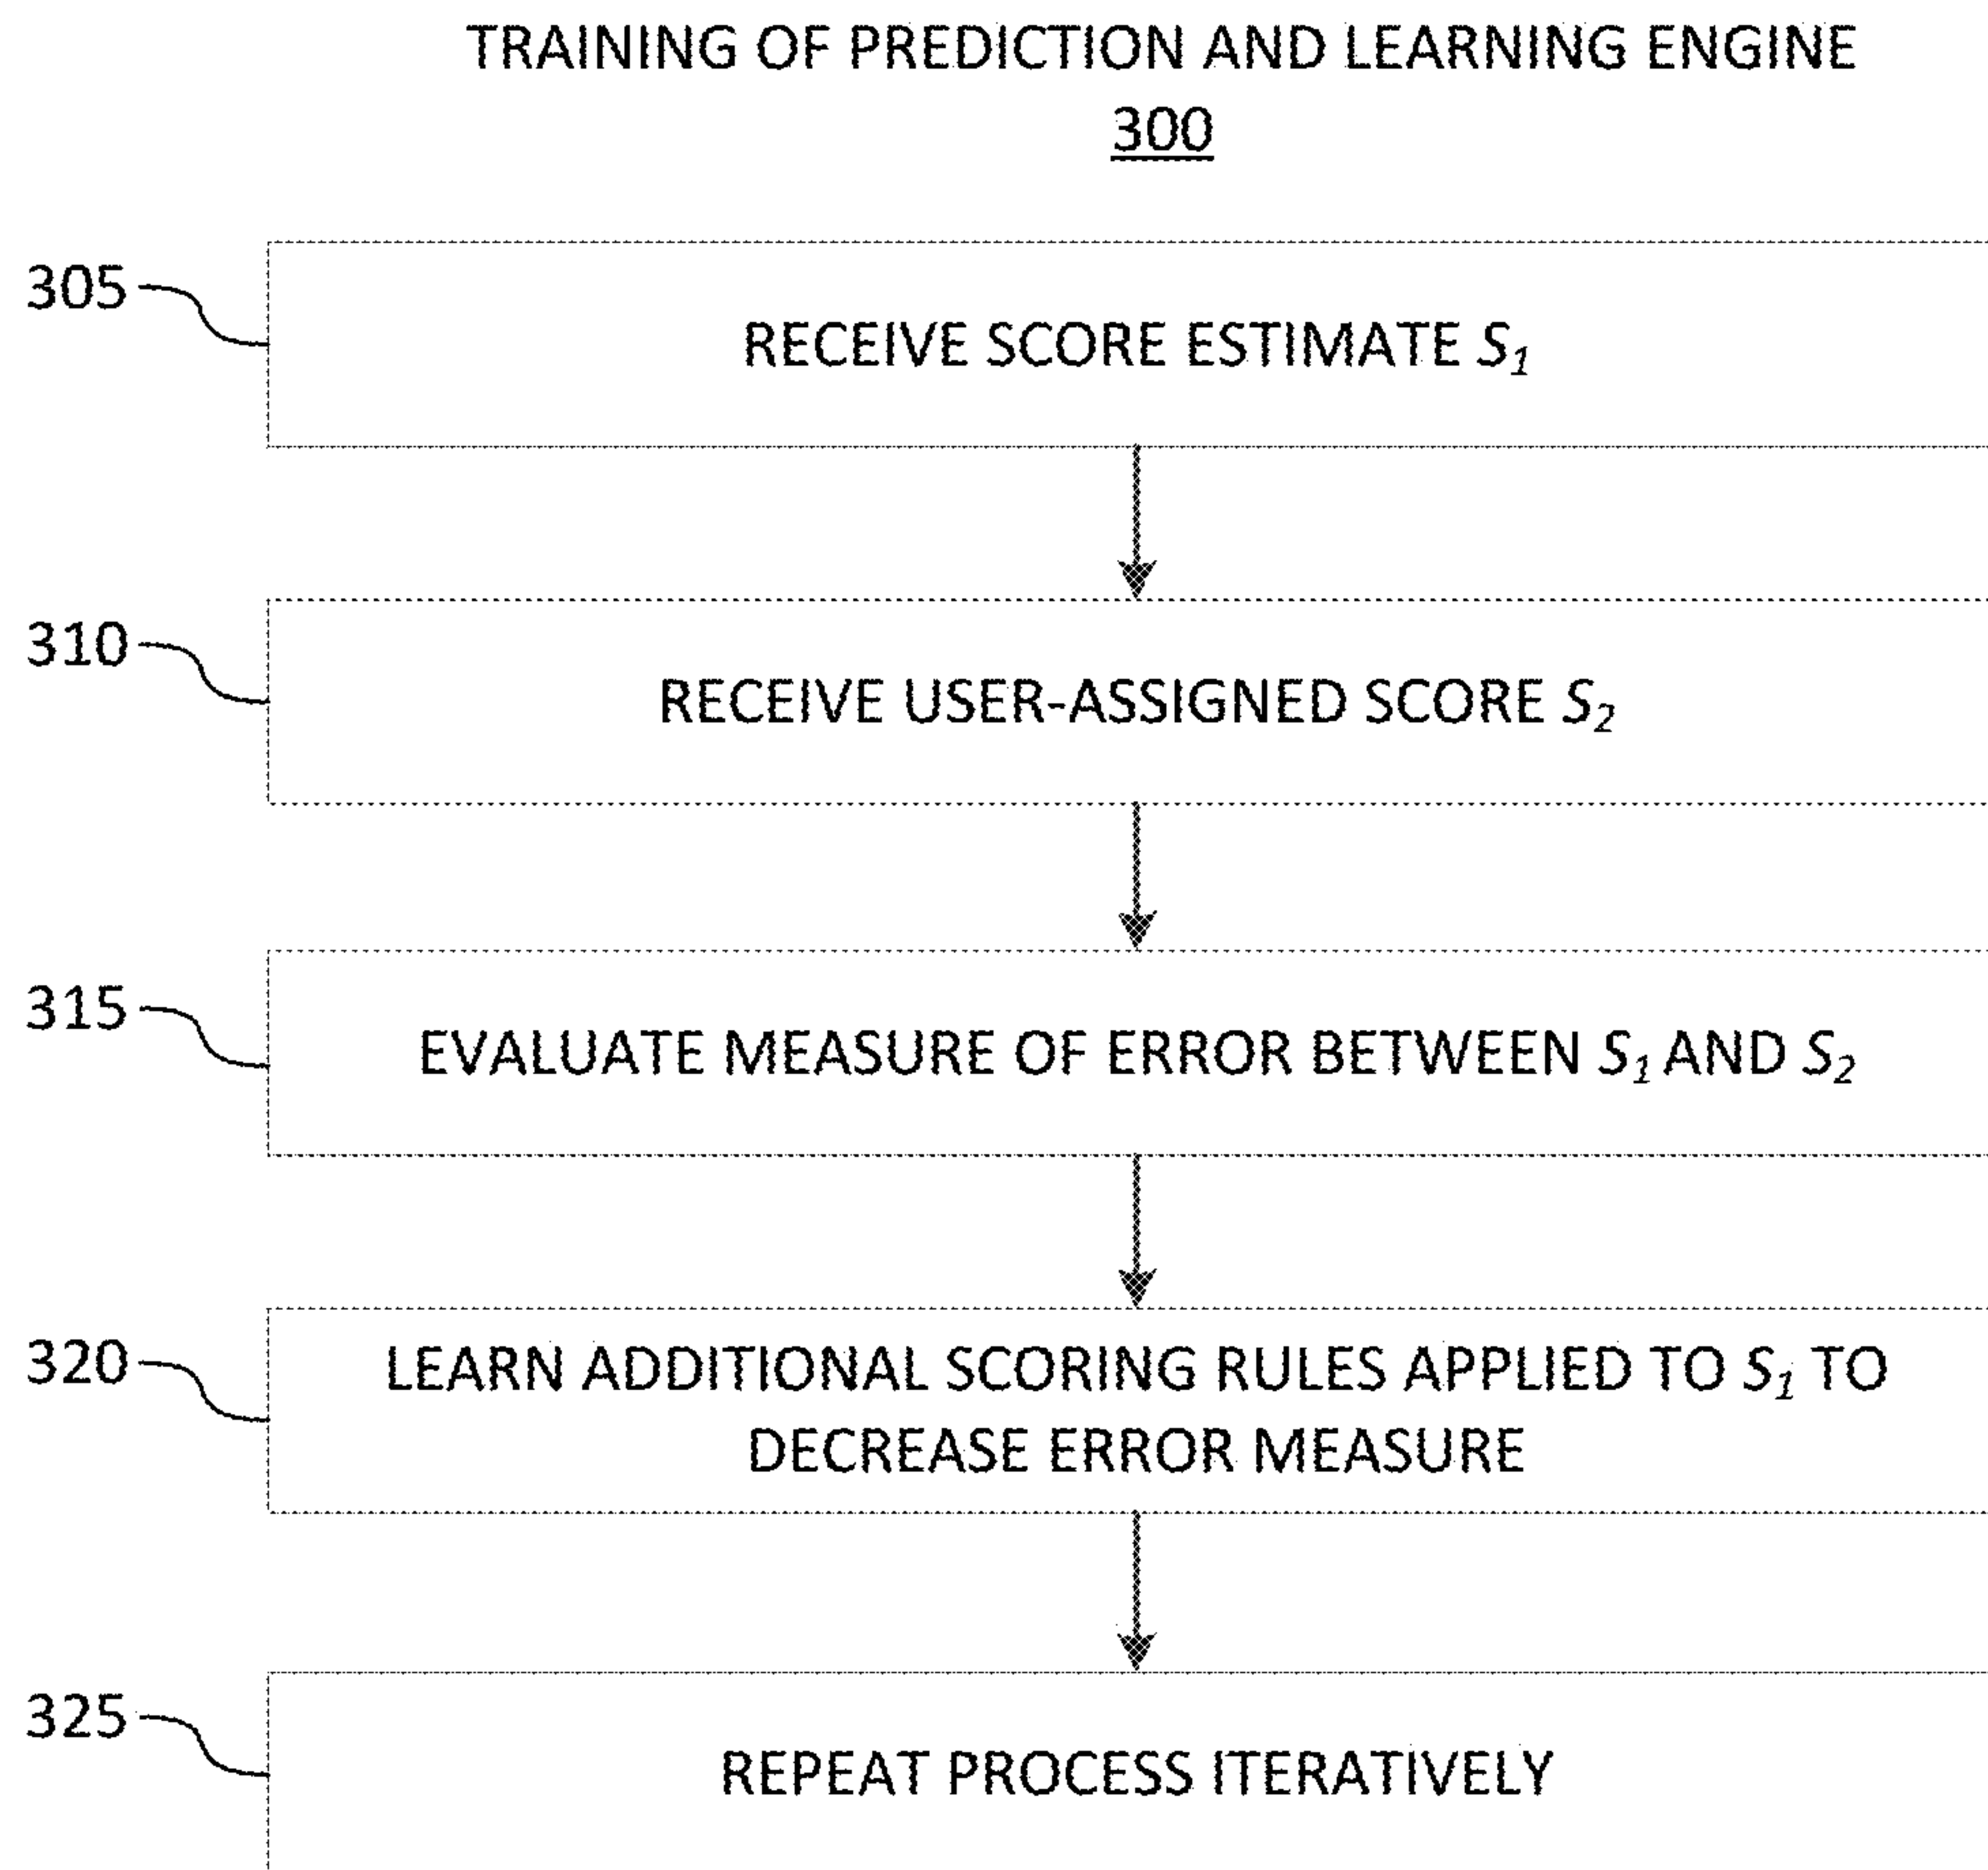 TRAINING OF PREDICTION AND LEARNING ENGINE
300
305
RECEIVE SCORE ESTIMATE S1
310
RECEIVE USER-ASSIGNED SCORE S2
315
EVALUATE MEASURE OF ERROR BETWEEN S1 AND S2
320
LEARN ADDITIONAL SCORING RULES APPLIED TO S1 TO
DECREASE ERROR MEASURE
325
REPEAT PROCESS ITERATIVELY